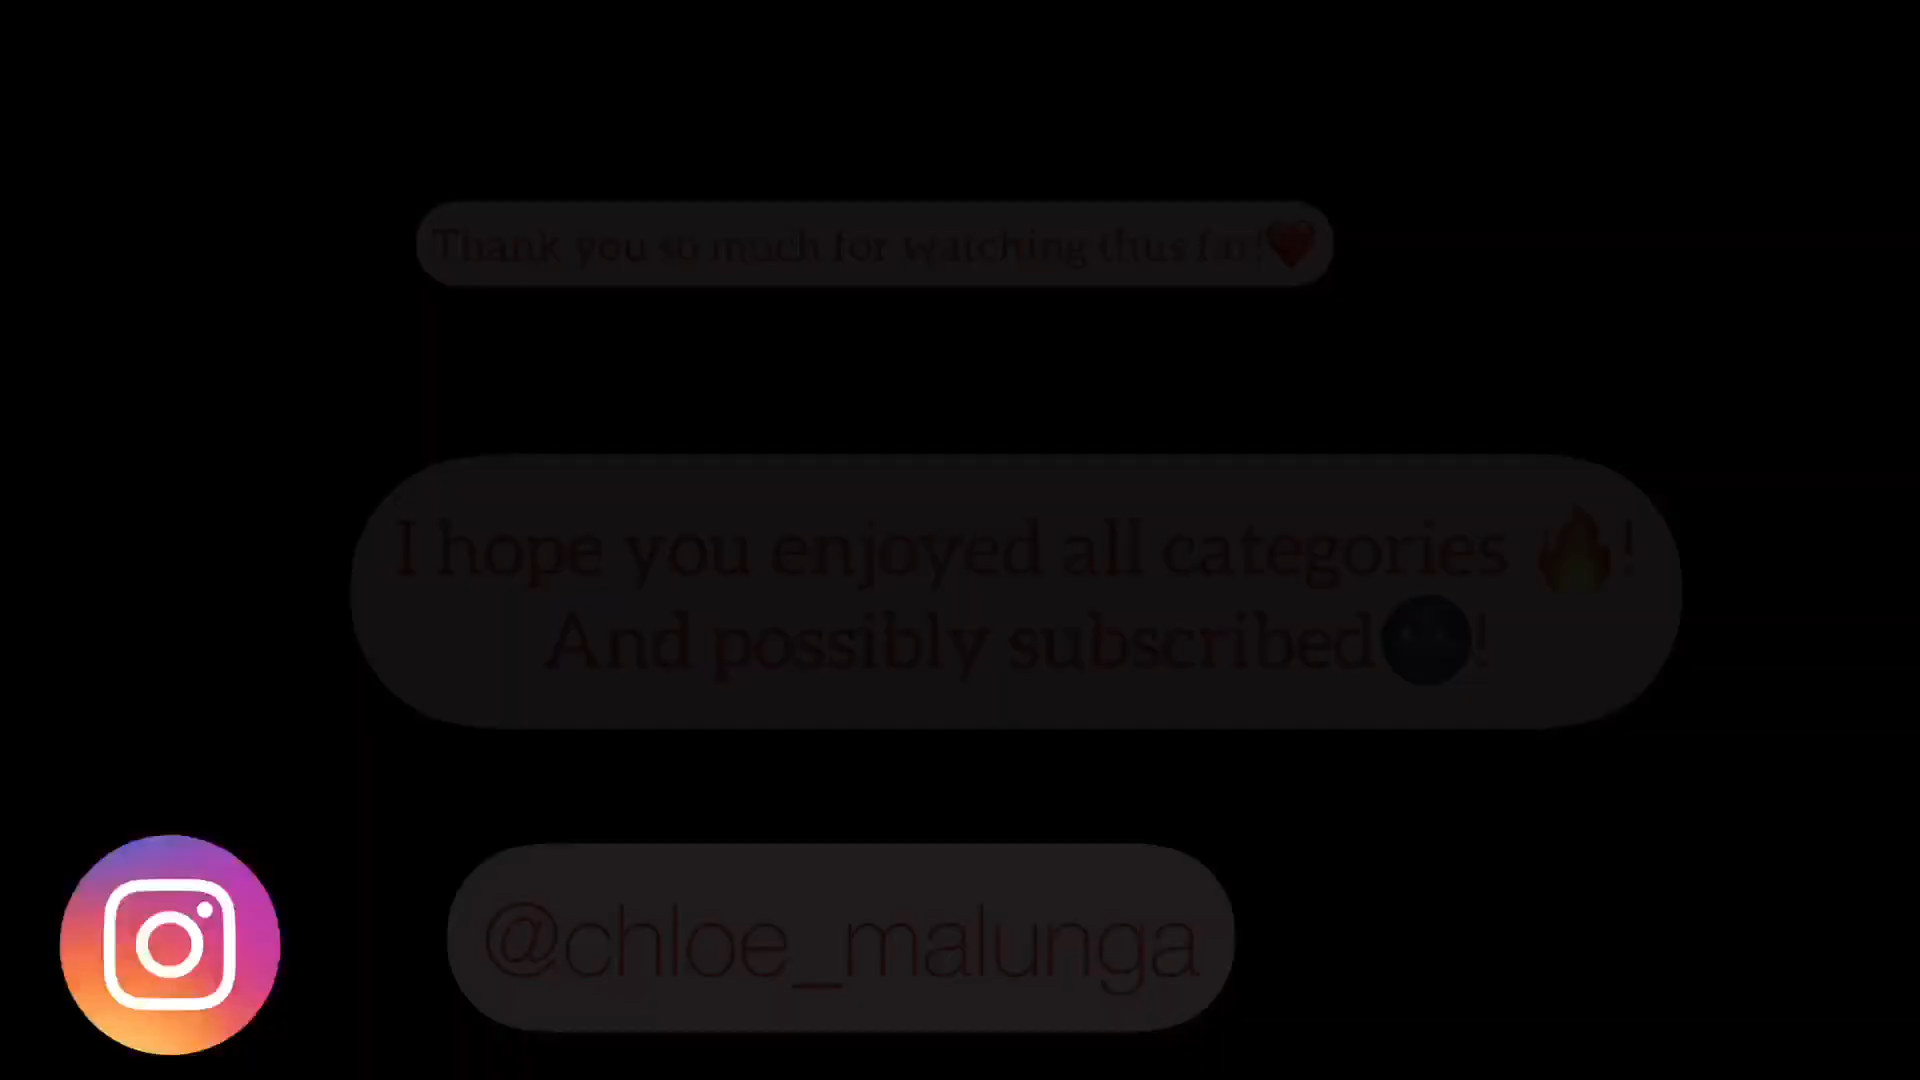 Thank you so much for watching thus far!❤️
I hope you enjoyed all categories 🔥!
And possibly subscribed🌚!
@chloe_malunga